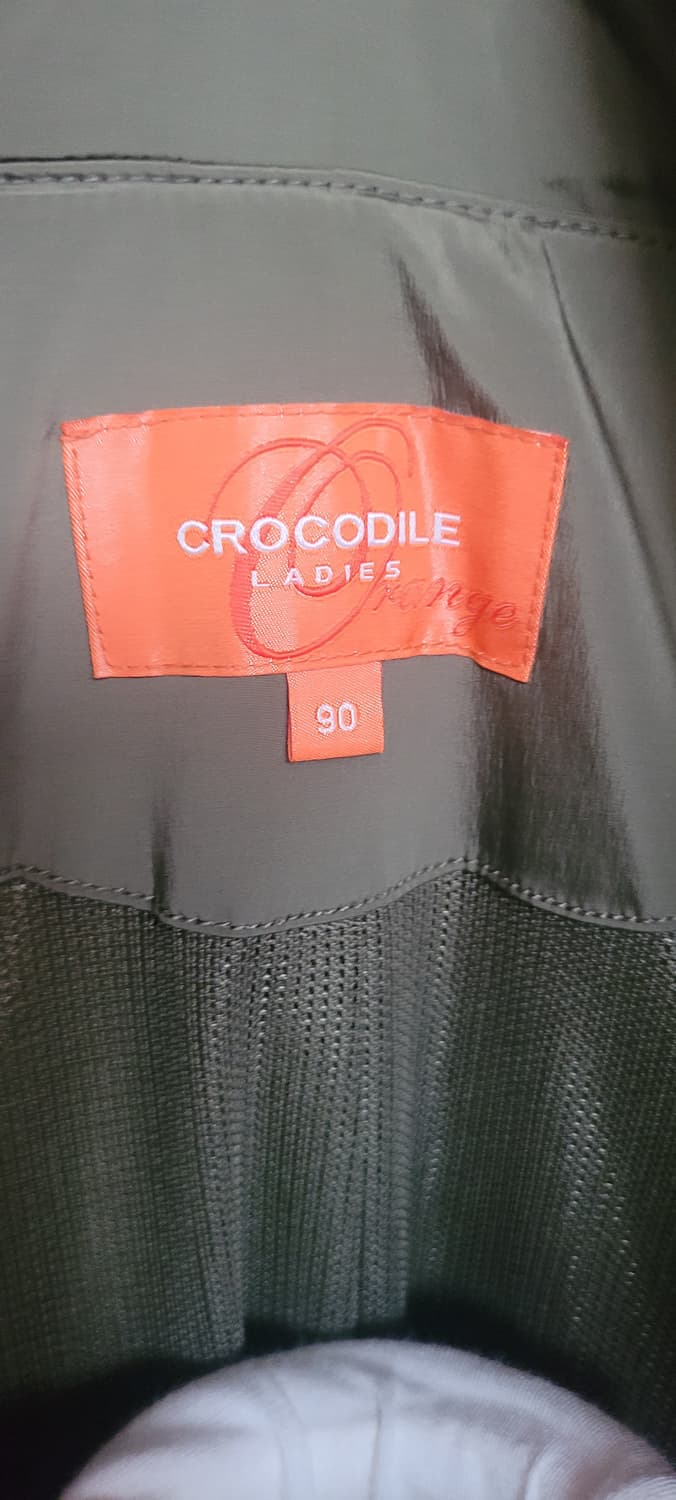 CROCODILE
LADIES
Orange
90